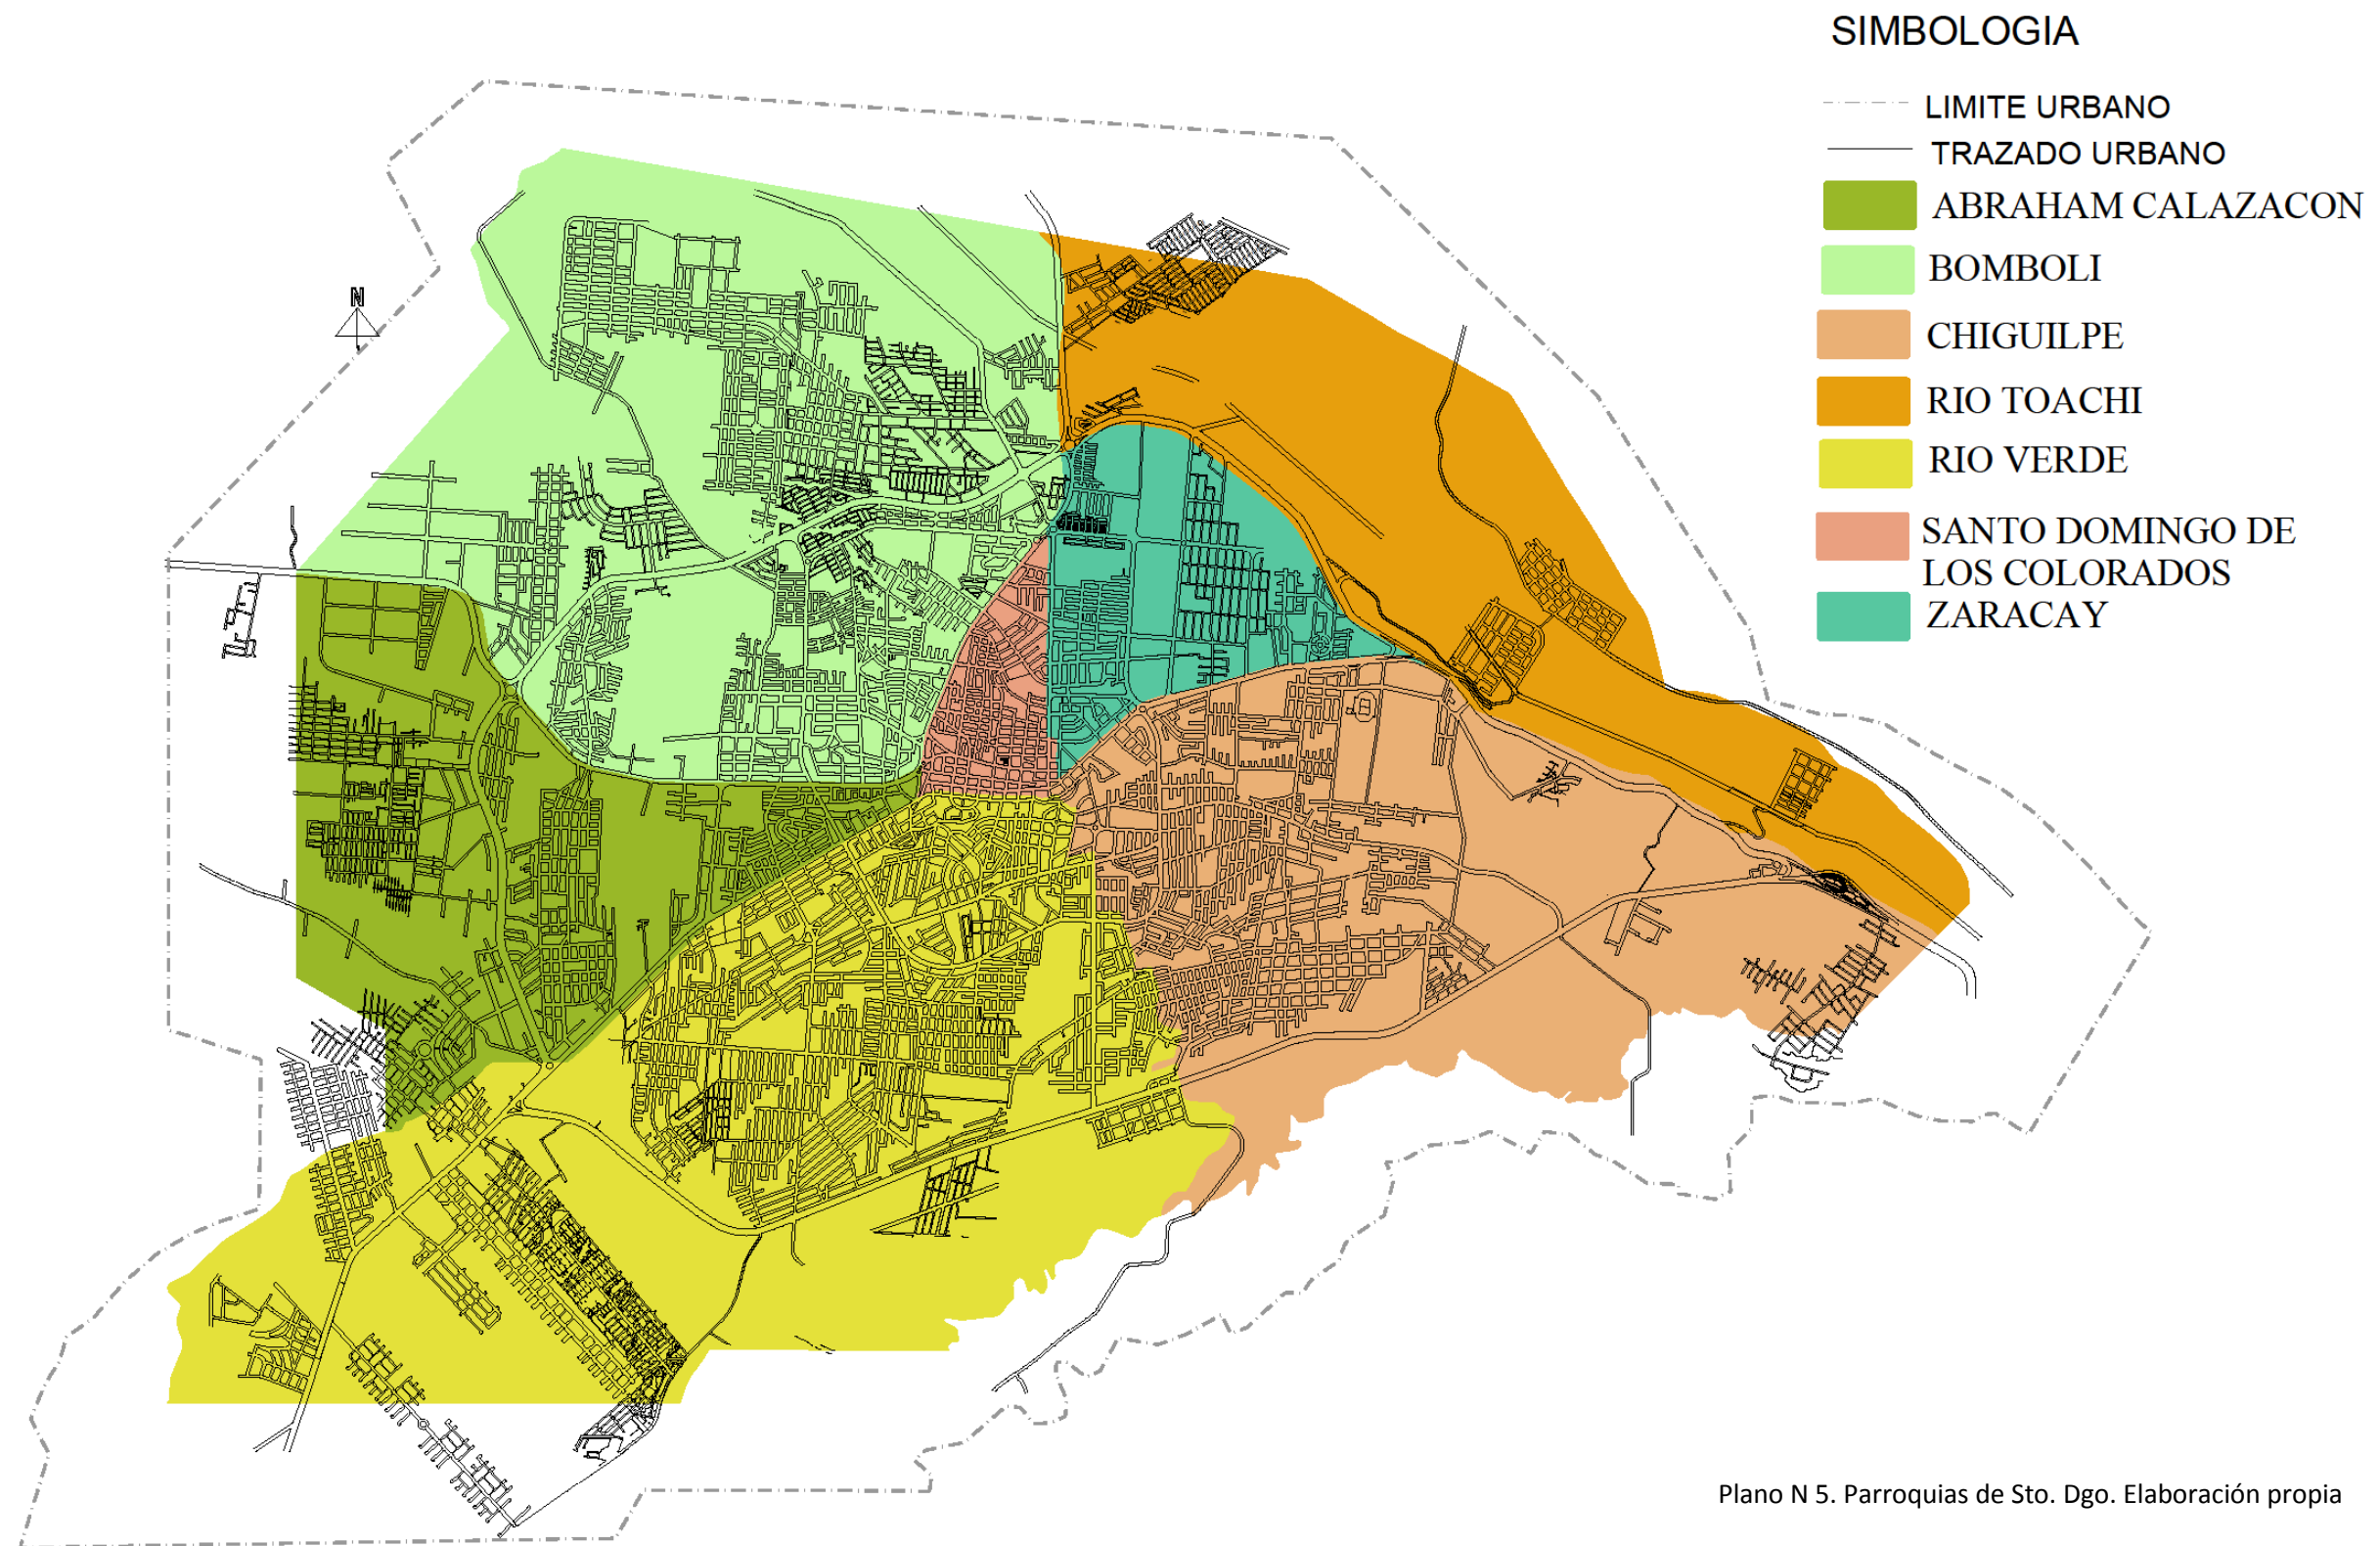 SIMBOLOGIA
LIMITE URBANO
TRAZADO URBANO
ABRAHAM CALAZACON
BOMBOLI
CHIGUILPE
RIO TOACHI
RIO VERDE
SANTO DOMINGO DE
LOS COLORADOS
ZARACAY
N
Plano N 5. Parroquias de Sto. Dgo. Elaboración propia